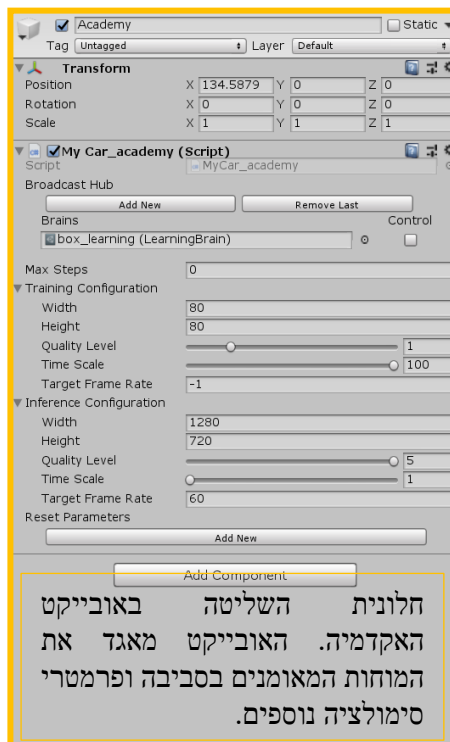 Academy Static
Tag Untagged Layer Default
Transform
Position X 134.5879 Y 0 Z 0
Rotation X 0 Y 0 Z 0
Scale X 1 Y 1 Z 1
My Car_academy (Script)
Script MyCar_academy
Broadcast Hub
Add New Remove Last
Brains Control
box_learning (LearningBrain)
Max Steps 0
Training Configuration
Width 80
Height 80
Quality Level 1
Time Scale 100
Target Frame Rate -1
Inference Configuration
Width 1280
Height 720
Quality Level 5
Time Scale 1
Target Frame Rate 60
Reset Parameters
Add New
Add Component
חלונית השליטה באובייקט
האקדמיה. האובייקט מאגד את
המוחות המאומנים בסביבה ופרמטרי
סימולציה נוספים.